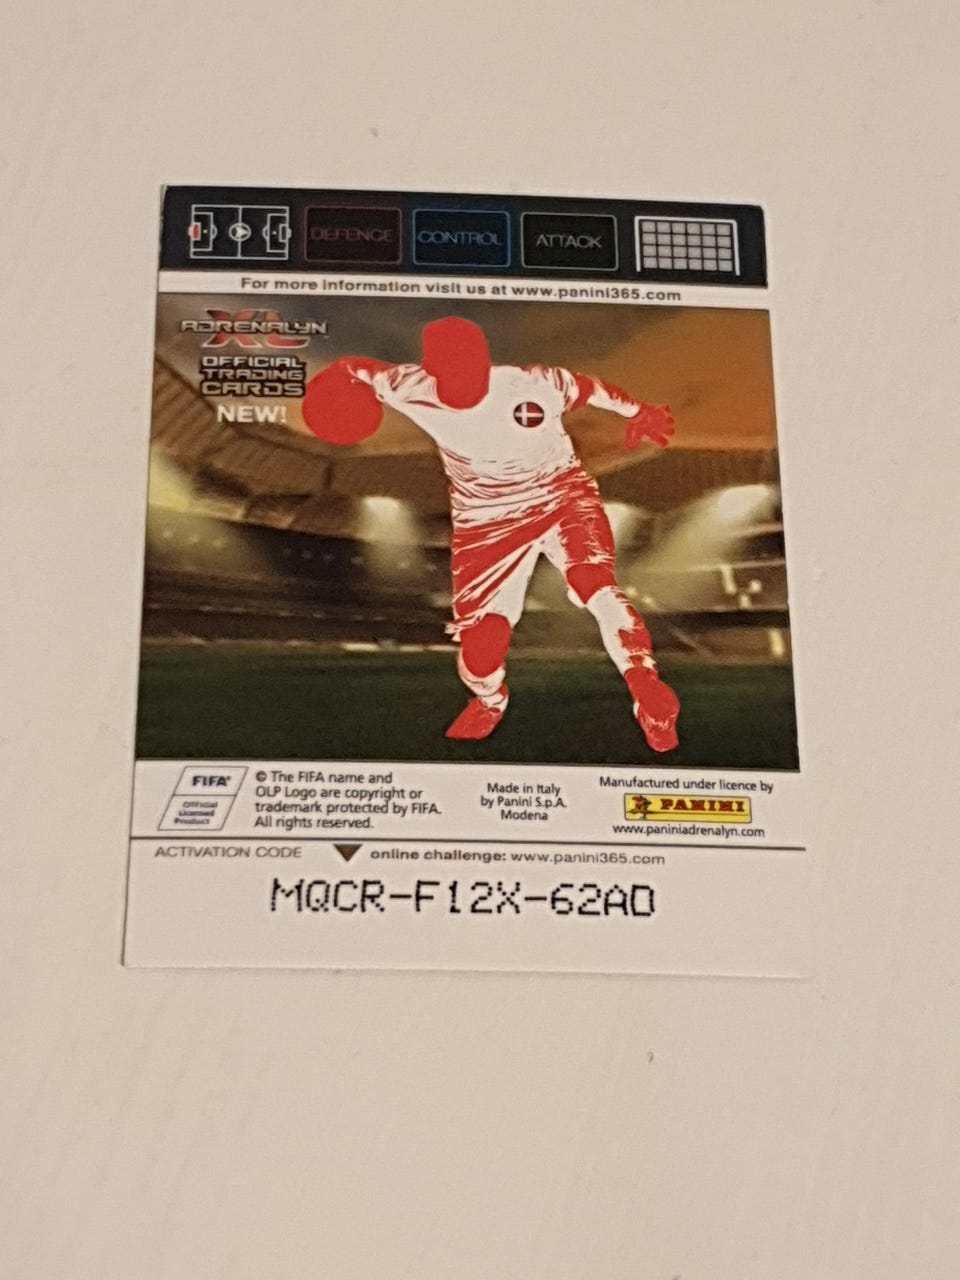 DEFENCE CONTROL ATTACK
For more information visit us at www.panini365.com
ADRENALYN
XL
OFFICIAL
TRADING
CARDS
NEW!
FIFA®
Official
Licensed
Product
© The FIFA name and
OLP Logo are copyright or
trademark protected by FIFA.
All rights reserved.
Made in Italy
by Panini S.p.A.
Modena
Manufactured under licence by
PANINI
www.paniniadrenalyn.com
ACTIVATION CODE online challenge: www.panini365.com
MQCR-F12X-62AD